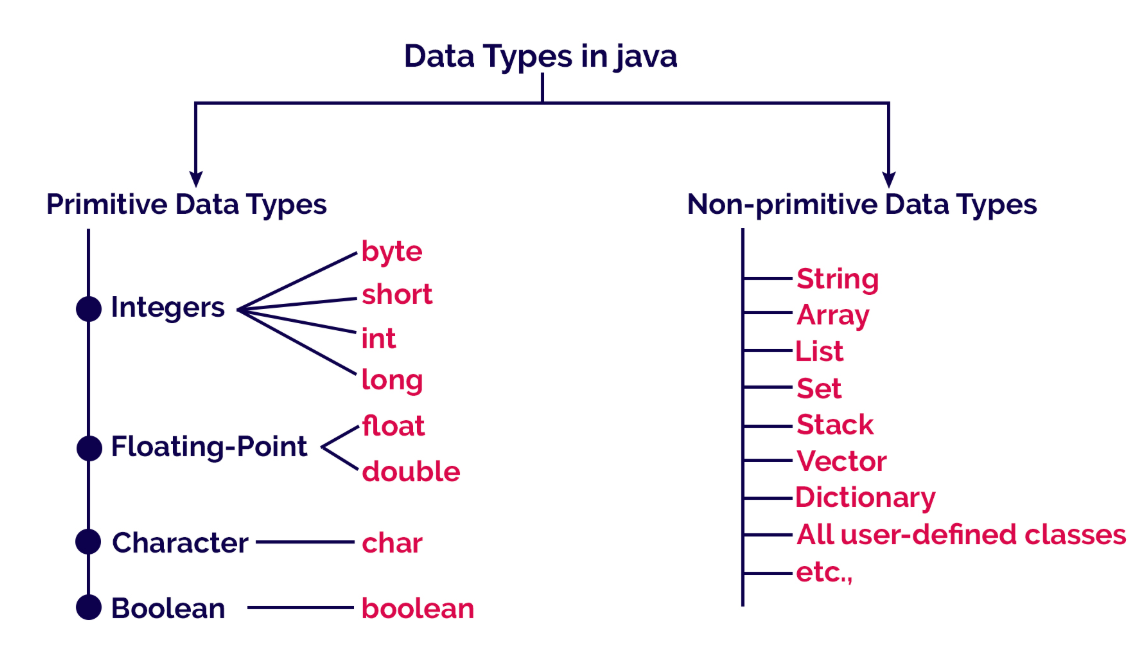 Data Types in java
Primitive Data Types
Integers
byte
short
int
long
Floating-Point
float
double
Character
char
Boolean
boolean
Non-primitive Data Types
String
Array
List
Set
Stack
Vector
Dictionary
All user-defined classes
etc.,